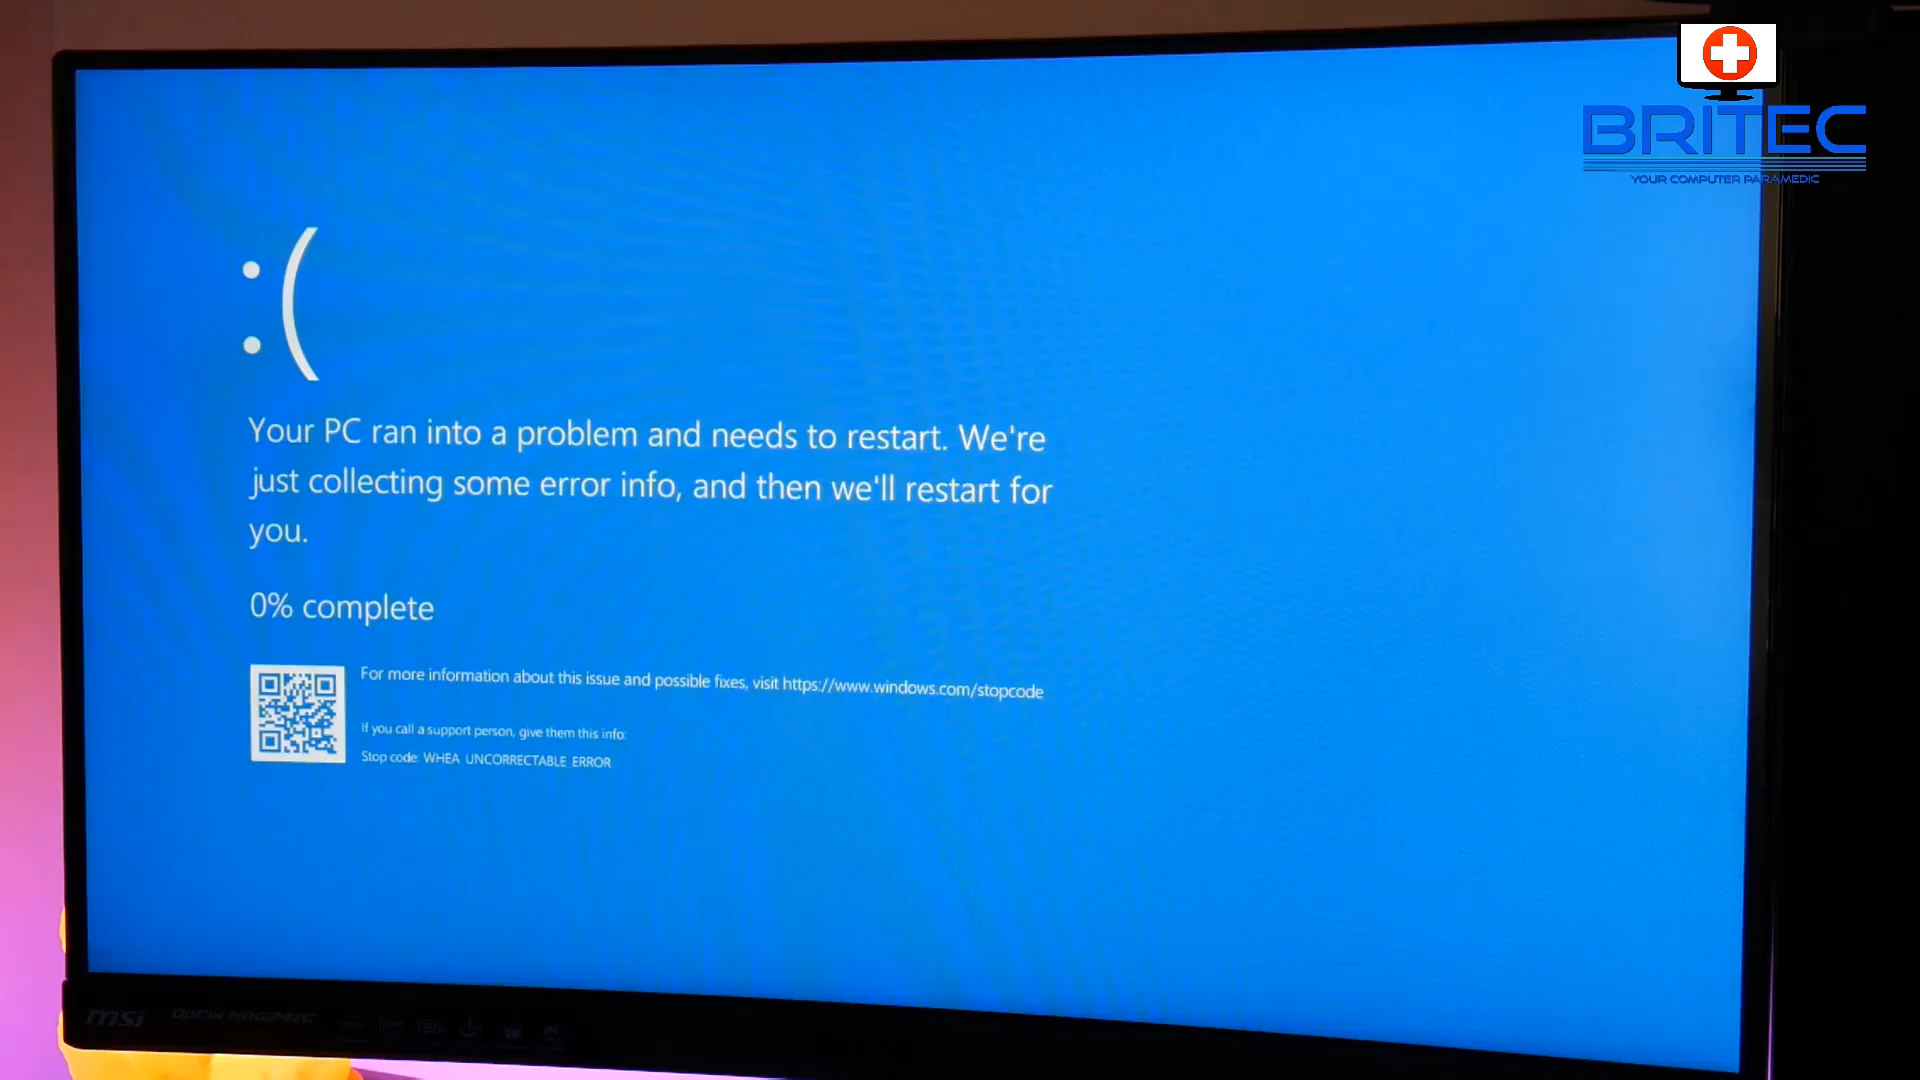 BRITEC
YOUR COMPUTER PARAMEDIC
:(
Your PC ran into a problem and needs to restart. We're
just collecting some error info, and then we'll restart for
you.
0% complete
For more information about this issue and possible fixes, visit https://www.windows.com/stopcode
If you call a support person, give them this info:
Stop code: WHEA_UNCORRECTABLE_ERROR
msi